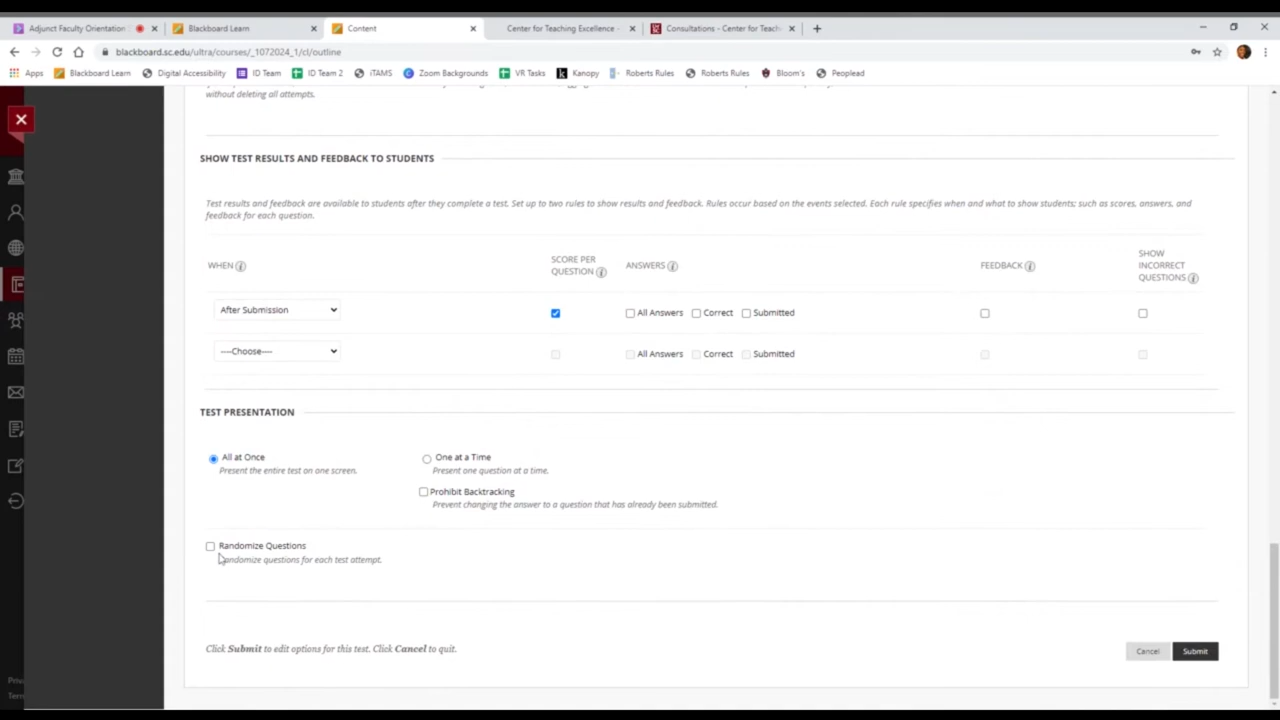 Adjunct Faculty Orientation
Blackboard Learn
Content
Center for Teaching Excellence -
Consultations - Center for Teach
blackboard.sc.edu/ultra/courses/_1072024_1/cl/outline
Apps
Blackboard Learn
Digital Accessibility
ID Team
ID Team 2
iTAMS
Zoom Backgrounds
VR Tasks
Kanopy
Roberts Rules
Roberts Rules
Bloom's
Peoplead
without deleting all attempts.
SHOW TEST RESULTS AND FEEDBACK TO STUDENTS
Test results and feedback are available to students after they complete a test. Set up to two rules to show results and feedback. Rules occur based on the events selected. Each rule specifies when and what to show students; such as scores, answers, and
feedback for each question.
WHEN
SCORE PER
QUESTION
ANSWERS
FEEDBACK
SHOW
INCORRECT
QUESTIONS
After Submission
All Answers
Correct
Submitted
----Choose----
All Answers
Correct
Submitted
TEST PRESENTATION
All at Once
Present the entire test on one screen.
One at a Time
Present one question at a time.
Prohibit Backtracking
Prevent changing the answer to a question that has already been submitted.
Randomize Questions
Randomize questions for each test attempt.
Click Submit to edit options for this test. Click Cancel to quit.
Cancel
Submit
Priv
Term